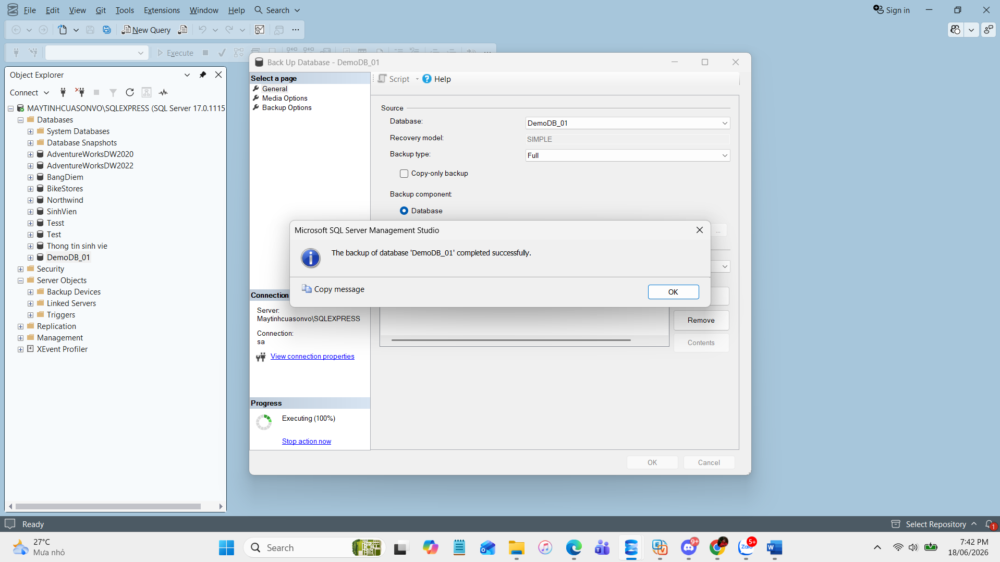 File Edit View Git Tools Extensions Window Help Search Sign in
New Query
Execute
Object Explorer
Connect
MAYTINHCUASONVO\SQLEXPRESS (SQL Server 17.0.1115
Databases
System Databases
Database Snapshots
AdventureWorksDW2020
AdventureWorksDW2022
BangDiem
BikeStores
Northwind
SinhVien
Tesst
Test
Thong tin sinh vie
DemoDB_01
Security
Server Objects
Backup Devices
Linked Servers
Triggers
Replication
Management
XEvent Profiler
Back Up Database - DemoDB_01
Select a page
General
Media Options
Backup Options
Script Help
Source
Database: DemoDB_01
Recovery model: SIMPLE
Backup type: Full
Copy-only backup
Backup component:
Database
...
Microsoft SQL Server Management Studio
The backup of database 'DemoDB_01' completed successfully.
Copy message
OK
Connection
Server:
Maytinhcuasonvo\SQLEXPRESS
Connection:
sa
View connection properties
Remove
Contents
Progress
Executing (100%)
Stop action now
OK Cancel
Ready
Select Repository 1
27°C
Mưa nhỏ
Search
9+
Zalo
5+
7:42 PM
18/06/2026